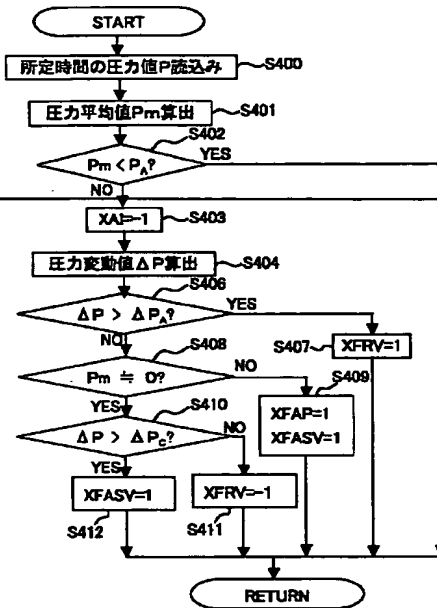 START
所定時間の圧力値P読込み
S400
圧力平均値Pm算出
S401
S402
Pm < PA?
YES
NO
XAI=-1
S403
圧力変動値ΔP算出
S404
S406
ΔP > ΔPA?
YES
NO
S407
XFRV=1
S408
Pm ≒ 0?
NO
YES
S409
XFAP=1
XFASV=1
S410
ΔP > ΔPC?
NO
YES
XFASV=1
S412
XFRV=-1
S411
RETURN